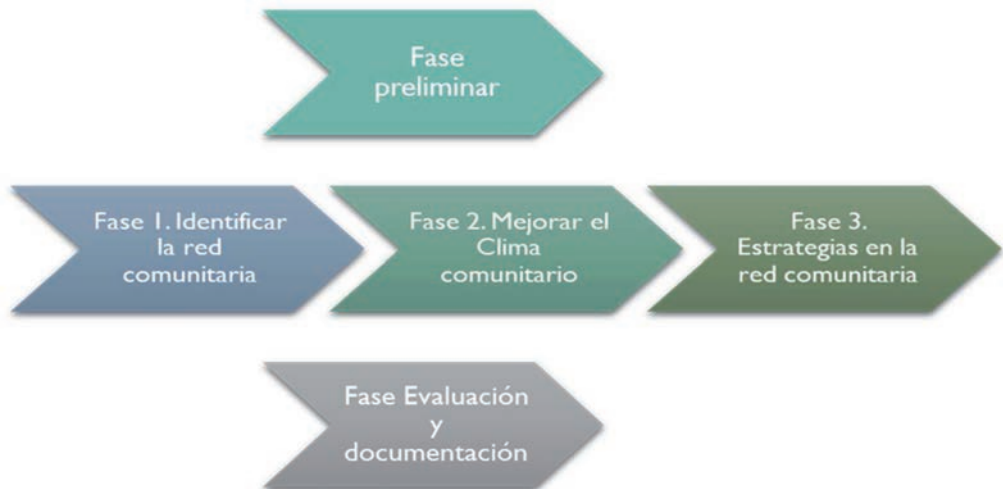 Fase
preliminar
Fase 1. Identificar
la red
comunitaria
Fase 2. Mejorar el
Clima
comunitario
Fase 3.
Estrategias en la
red comunitaria
Fase Evaluación
y
documentación